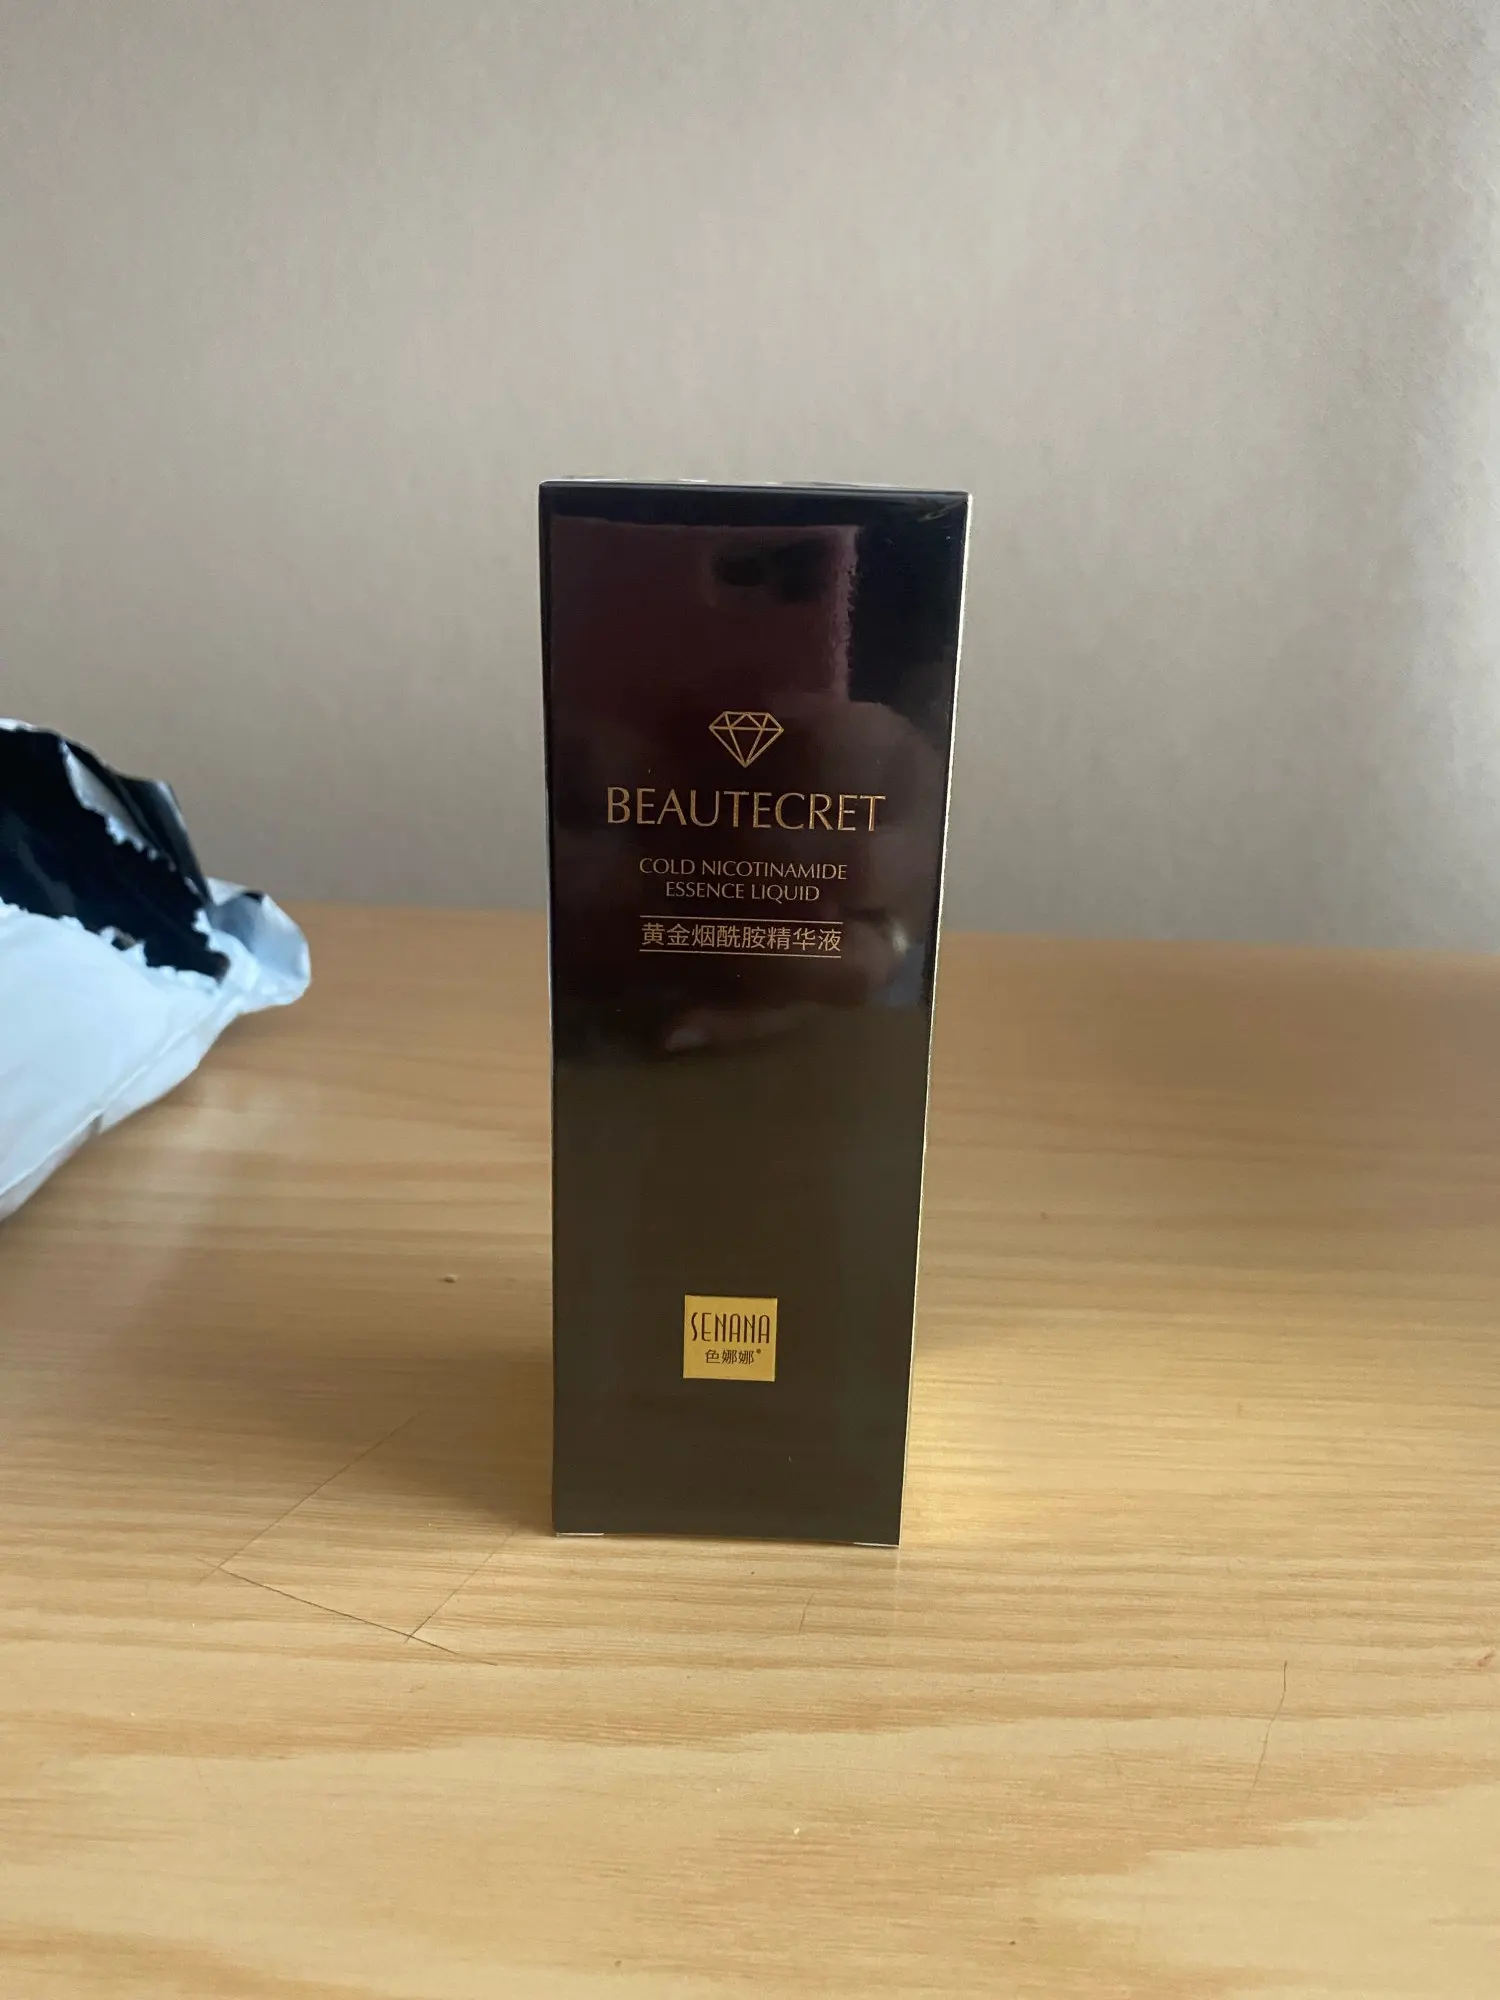 BEAUTECRET
COLD NICOTINAMIDE
ESSENCE LIQUID
黄金烟酰胺精华液
SENANA
色娜娜®